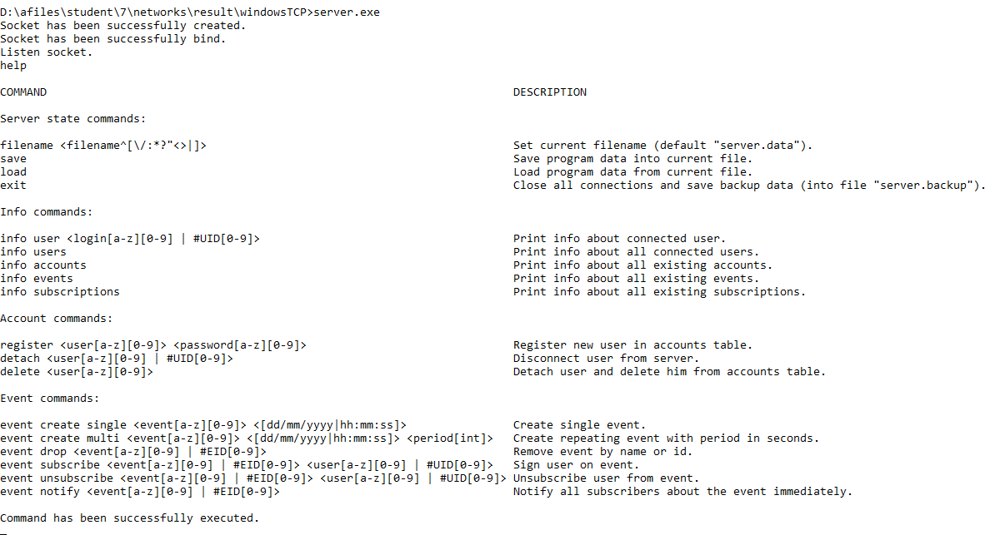 D:\afiles\student\7\networks\result\windowsTCP>server.exe
Socket has been successfully created.
Socket has been successfully bind.
Listen socket.
help
COMMAND DESCRIPTION
Server state commands:
filename <filename^[\/:*?"<>|]> Set current filename (default "server.data").
save Save program data into current file.
load Load program data from current file.
exit Close all connections and save backup data (into file "server.backup").
Info commands:
info user <login[a-z][0-9] | #UID[0-9]> Print info about connected user.
info users Print info about all connected users.
info accounts Print info about all existing accounts.
info events Print info about all existing events.
info subscriptions Print info about all existing subscriptions.
Account commands:
register <user[a-z][0-9]> <password[a-z][0-9]> Register new user in accounts table.
detach <user[a-z][0-9] | #UID[0-9]> Disconnect user from server.
delete <user[a-z][0-9]> Detach user and delete him from accounts table.
Event commands:
event create single <event[a-z][0-9]> <[dd/mm/yyyy|hh:mm:ss]> Create single event.
event create multi <event[a-z][0-9]> <[dd/mm/yyyy|hh:mm:ss]> <period[int]> Create repeating event with period in seconds.
event drop <event[a-z][0-9] | #EID[0-9]> Remove event by name or id.
event subscribe <event[a-z][0-9] | #EID[0-9]> <user[a-z][0-9] | #UID[0-9]> Sign user on event.
event unsubscribe <event[a-z][0-9] | #EID[0-9]> <user[a-z][0-9] | #UID[0-9]> Unsubscribe user from event.
event notify <event[a-z][0-9] | #EID[0-9]> Notify all subscribers about the event immediately.
Command has been successfully executed.